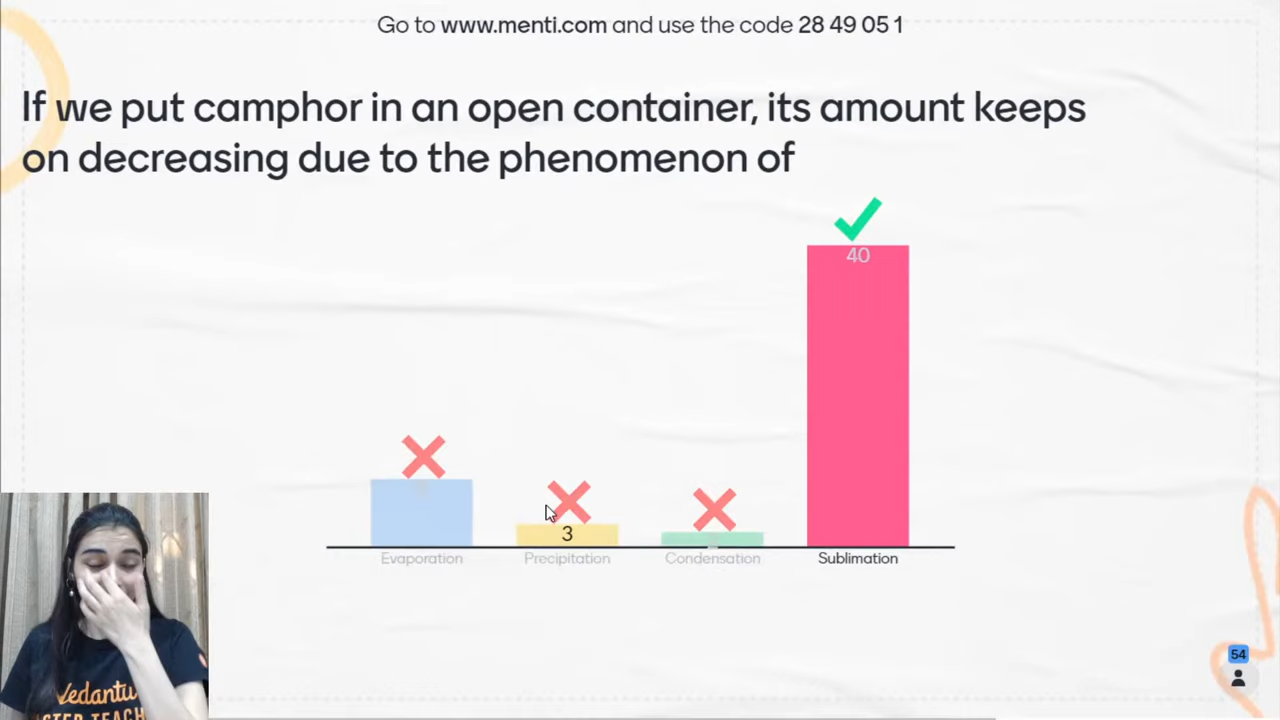 Go to www.menti.com and use the code 28 49 05 1
If we put camphor in an open container, its amount keeps
on decreasing due to the phenomenon of
40
3
Evaporation
Precipitation
Condensation
Sublimation
54
Vedantu